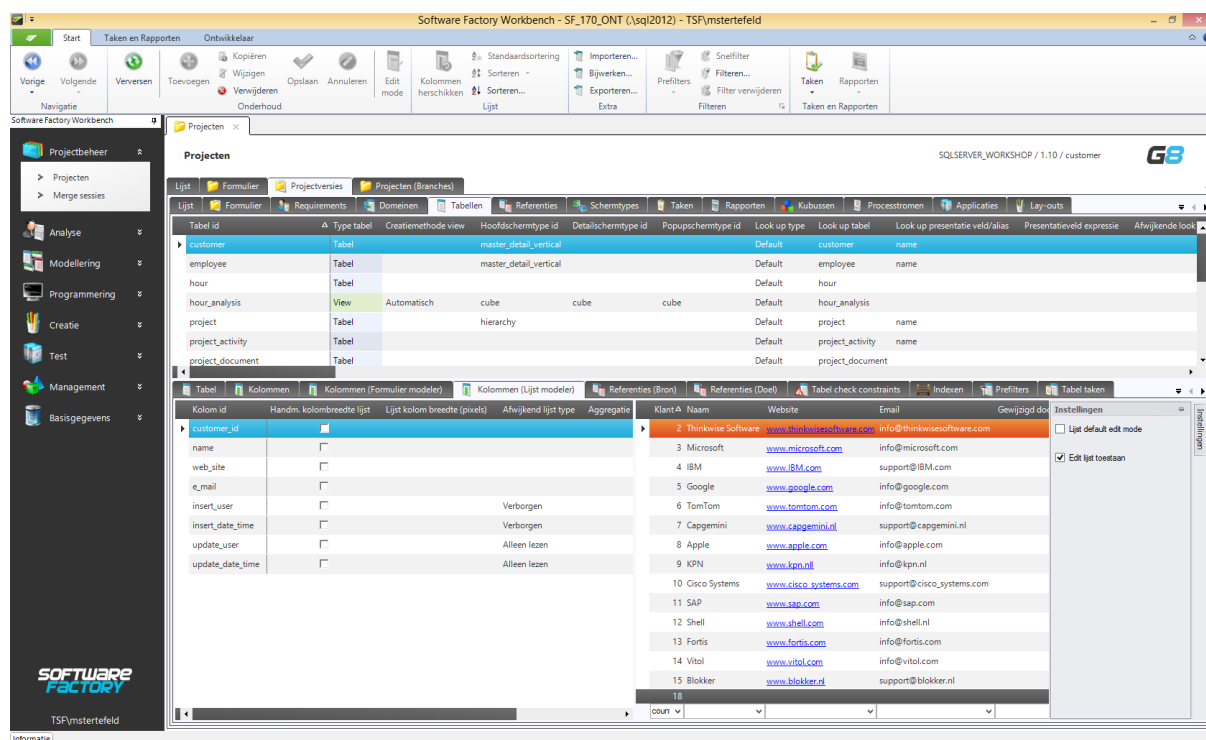 Software Factory Workbench - SF_170_ONT (.\sql2012) - TSF\mstertefeld
Start Taken en Rapporten Ontwikkelaar
Vorige Volgende Verversen Toevoegen Kopiëren Wijzigen Verwijderen Opslaan Annuleren Edit mode Kolommen herschikken Standaardsortering Sorteren Sorteren... Importeren... Bijwerken... Exporteren... Prefilters Snelfilter Filteren... Filter verwijderen Taken Rapporten
Navigatie Onderhoud Lijst Extra Filteren Taken en Rapporten
Software Factory Workbench
Projectbeheer
> Projecten
> Merge sessies
Analyse
Modellering
Programmering
Creatie
Test
Management
Basisgegevens
SOFTWARE
FACTORY
TSF\mstertefeld
Informatie
Projecten
Projecten SQLSERVER_WORKSHOP / 1.10 / customer G8
Lijst Formulier Projectversies Projecten (Branches)
Lijst Formulier Requirements Domeinen Tabellen Referenties Schermtypes Taken Rapporten Kubussen Procestromen Applicaties Lay-outs
Tabel id Type tabel Creatiemethode view Hoofdschermtype id Detailschermtype id Popupschermtype id Look up type Look up tabel Look up presentatie veld/alias Presentatieveld expressie Afwijkende look
customer Tabel master_detail_vertical Default customer name
employee Tabel master_detail_vertical Default employee name
hour Tabel Default hour
hour_analysis View Automatisch cube cube cube Default hour_analysis
project Tabel hierarchy Default project name
project_activity Tabel Default project_activity name
project_document Tabel Default project_document
Tabel Kolommen Kolommen (Formulier modeler) Kolommen (Lijst modeler) Referenties (Bron) Referenties (Doel) Tabel check constraints Indexen Prefilters Tabel taken
Kolom id Handm. kolombreedte lijst Lijst kolom breedte (pixels) Afwijkend lijst type Aggregatie
customer_id
name
web_site
e_mail
insert_user Verborgen
insert_date_time Verborgen
update_user Alleen lezen
update_date_time Alleen lezen
Klant Naam Website Email Gewijzigd
2 Thinkwise Software www.thinkwisesoftware.com info@thinkwisesoftware.com
3 Microsoft www.microsoft.com info@microsoft.com
4 IBM www.IBM.com support@IBM.com
5 Google www.google.com info@google.com
6 TomTom www.tomtom.com info@tomtom.com
7 Capgemini www.capgemini.nl support@capgemini.nl
8 Apple www.apple.com info@apple.com
9 KPN www.kpn.nll info@kpn.nl
10 Cisco Systems www.cisco_systems.com support@cisco_systems.com
11 SAP www.sap.com info@sap.com
12 Shell www.shell.com info@shell.nl
13 Fortis www.fortis.com info@fortis.com
14 Vitol www.vitol.com info@vitol.com
15 Blokker www.blokker.nl support@blokker.nl
18
Instellingen
Lijst default edit mode
Edit lijst toestaan
Instellingen